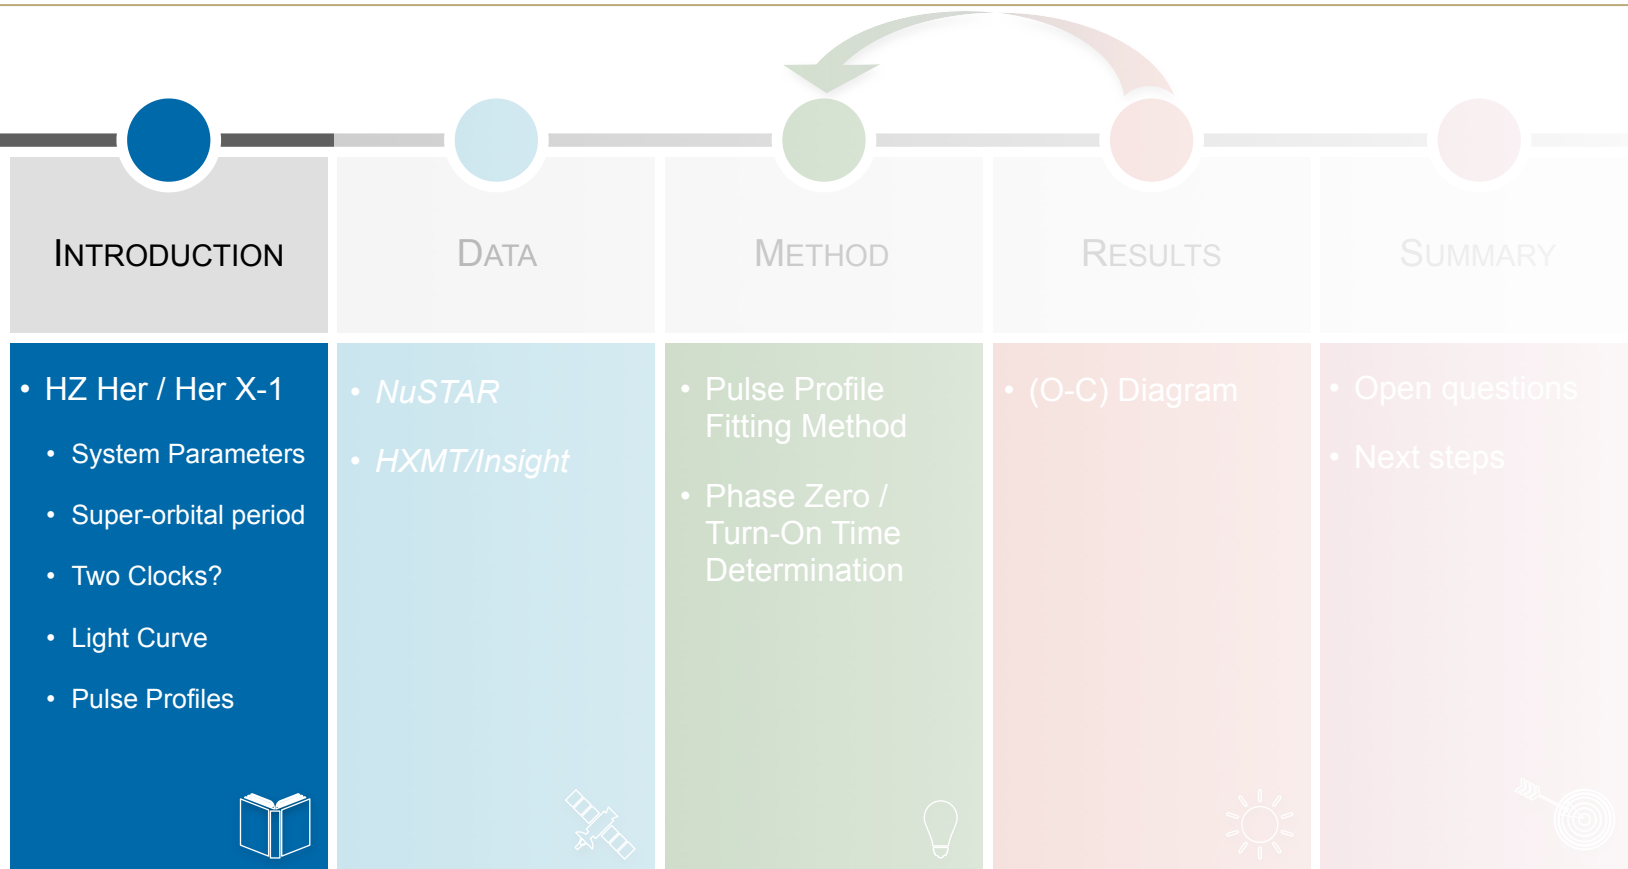 INTRODUCTION
DATA
METHOD
RESULTS
SUMMARY
• HZ Her / Her X-1
• System Parameters
• Super-orbital period
• Two Clocks?
• Light Curve
• Pulse Profiles
• NuSTAR
• HXMT/Insight
• Pulse Profile
Fitting Method
• Phase Zero /
Turn-On Time
Determination
• (O-C) Diagram
• Open questions
• Next steps